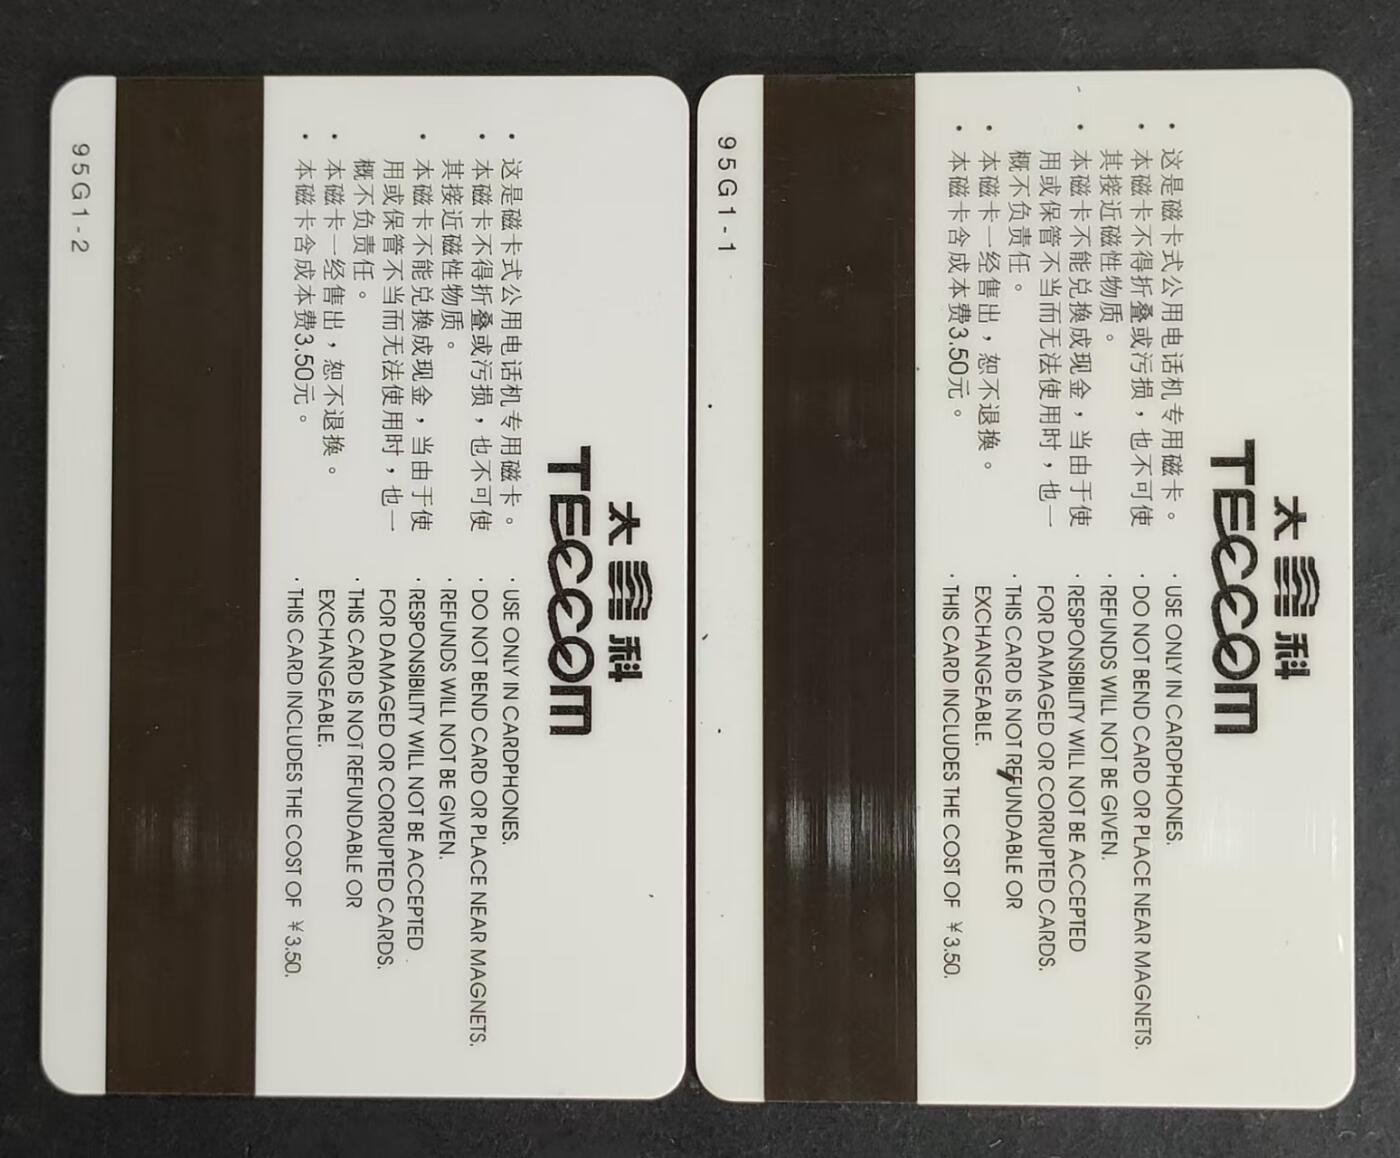 太 科
TECCOM
· 这是磁卡式公用电话机专用磁卡。
· 本磁卡不得折叠或污损，也不可使
其接近磁性物质。
· 本磁卡不能兑换成现金，当由于使
用或保管不当而无法使用时，也一
概不负责任。
· 本磁卡一经售出，恕不退换。
· 本磁卡含成本费3.50元。
· USE ONLY IN CARDPHONES.
· DO NOT BEND CARD OR PLACE NEAR MAGNETS.
· REFUNDS WILL NOT BE GIVEN.
· RESPONSIBILITY WILL NOT BE ACCEPTED
FOR DAMAGED OR CORRUPTED CARDS.
· THIS CARD IS NOT REFUNDABLE OR
EXCHANGEABLE.
· THIS CARD INCLUDES THE COST OF ¥3.50.
95G1-1
太 科
TECCOM
· 这是磁卡式公用电话机专用磁卡。
· 本磁卡不得折叠或污损，也不可使
其接近磁性物质。
· 本磁卡不能兑换成现金，当由于使
用或保管不当而无法使用时，也一
概不负责任。
· 本磁卡一经售出，恕不退换。
· 本磁卡含成本费3.50元。
· USE ONLY IN CARDPHONES.
· DO NOT BEND CARD OR PLACE NEAR MAGNETS.
· REFUNDS WILL NOT BE GIVEN.
· RESPONSIBILITY WILL NOT BE ACCEPTED
FOR DAMAGED OR CORRUPTED CARDS.
· THIS CARD IS NOT REFUNDABLE OR
EXCHANGEABLE.
· THIS CARD INCLUDES THE COST OF ¥3.50.
95G1-2